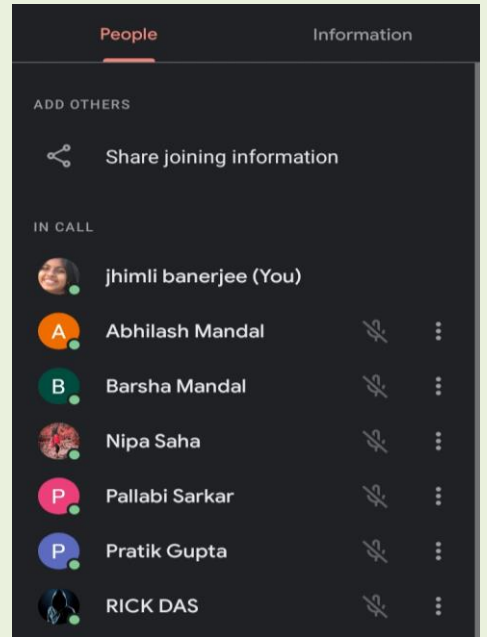 People Information
ADD OTHERS
Share joining information
IN CALL
jhimli banerjee (You)
A Abhilash Mandal
B Barsha Mandal
Nipa Saha
P Pallabi Sarkar
P Pratik Gupta
RICK DAS